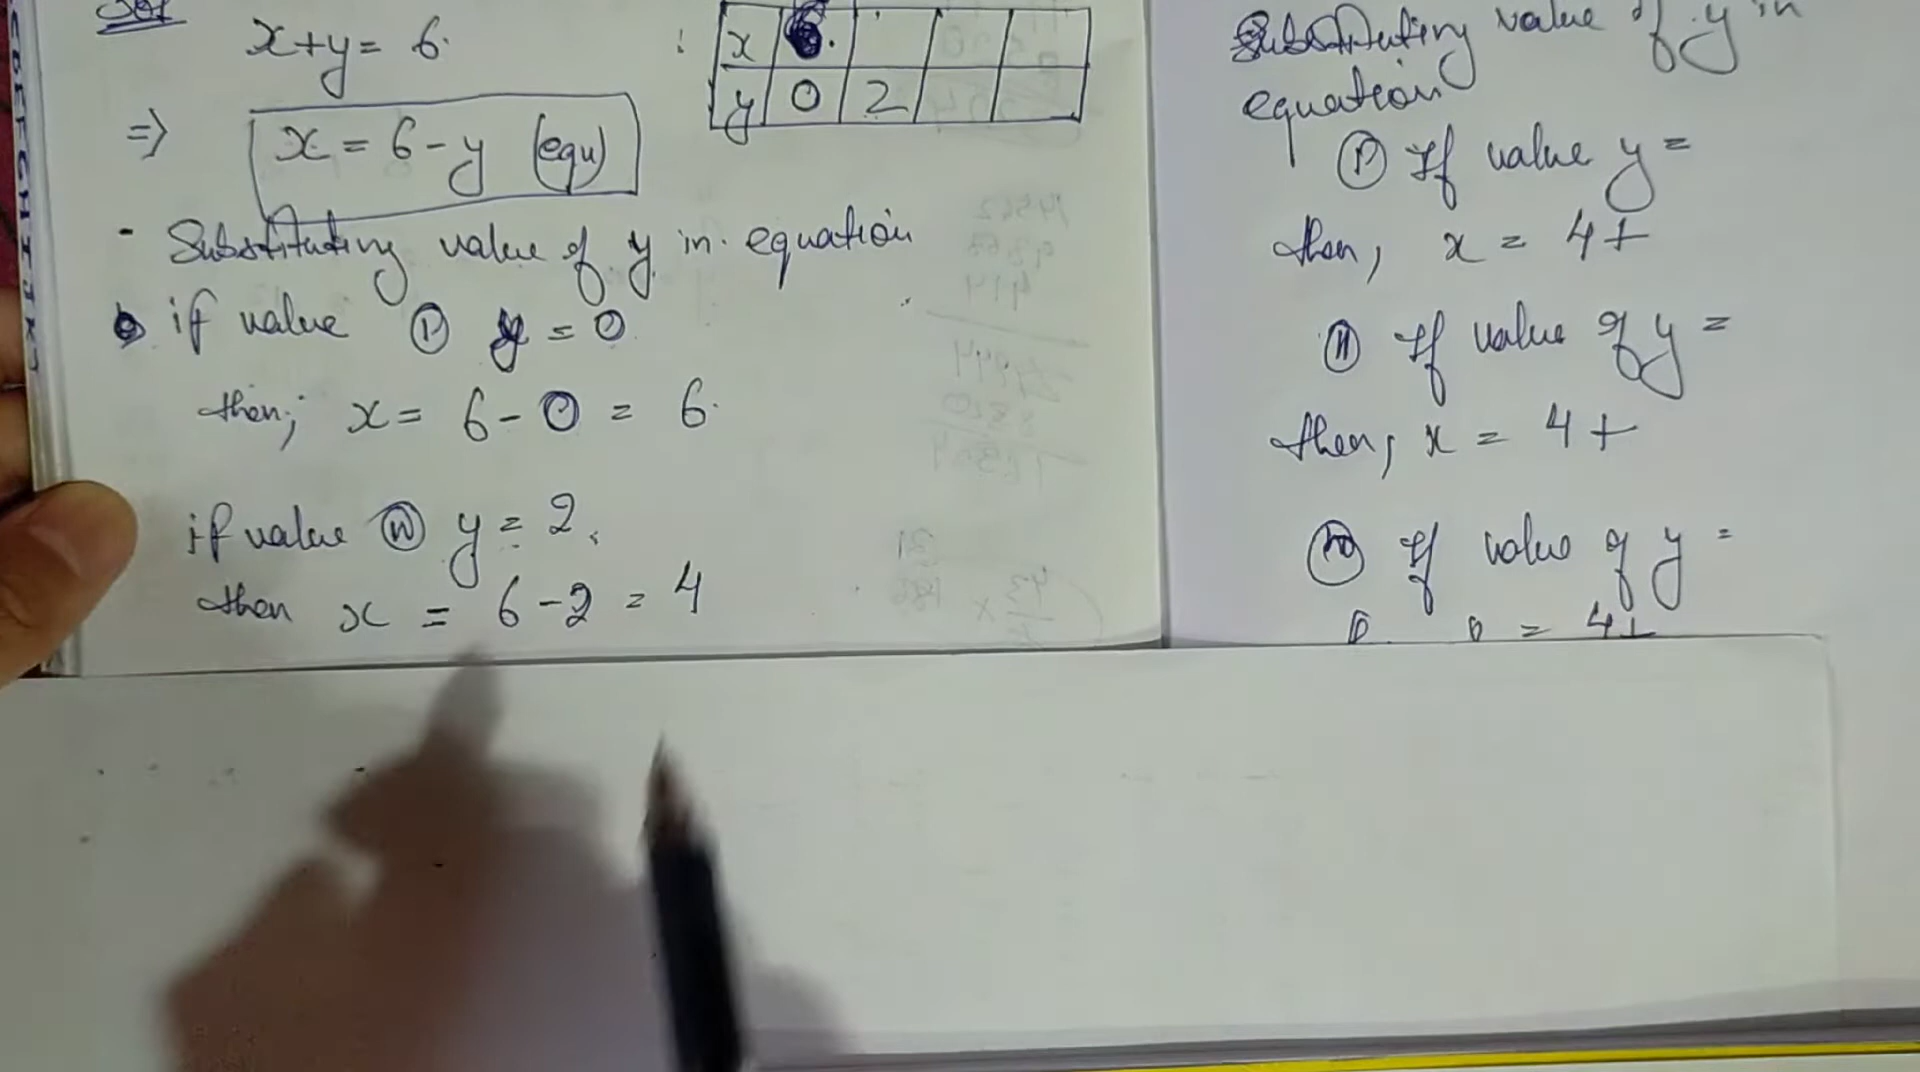 Sol
x+y= 6.
⇒ x = 6 - y (equ)
x 6.
y 0 2
- Substituting value of y in equation
if value (i) y = 0
then; x = 6 - 0 = 6.
if value (ii) y = 2.
then x = 6 - 2 = 4
Substituting value of y in
equation
(i) If value y =
then, x = 4+
(ii) If value of y =
then, x = 4+
If value of y =
= 4+